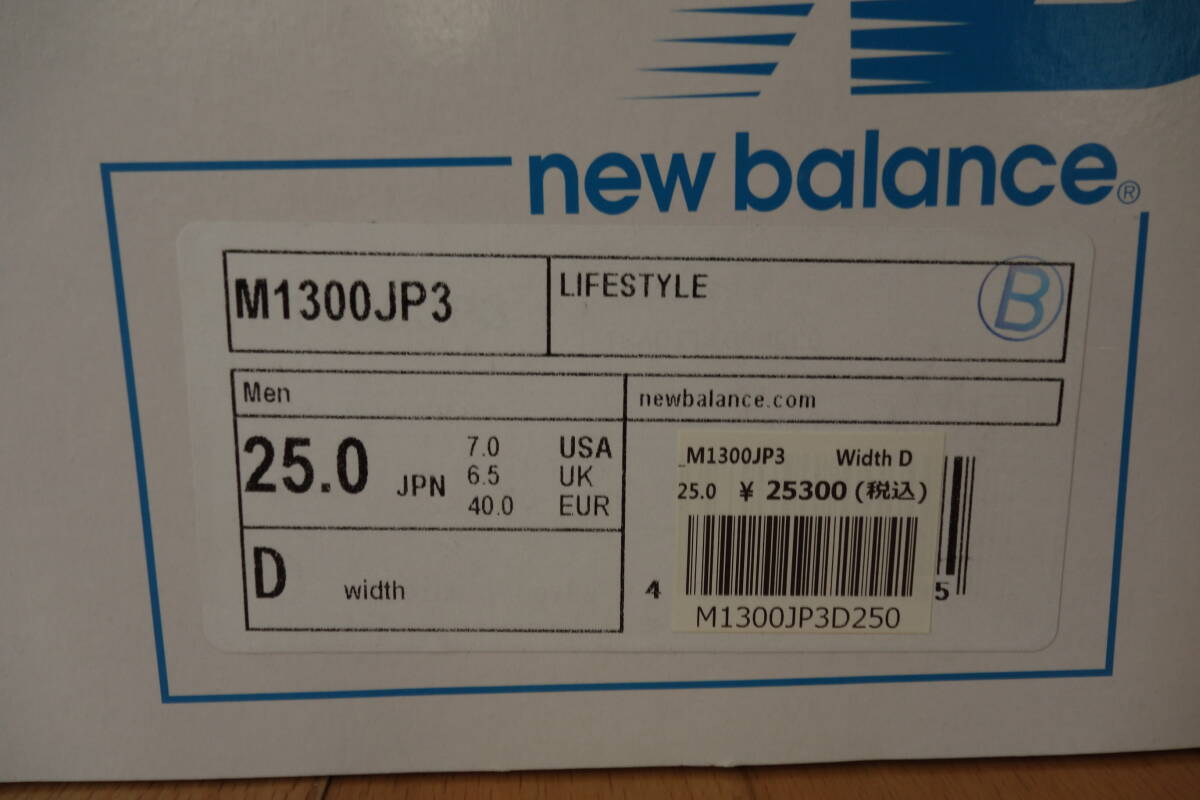 new balance®
M1300JP3
LIFESTYLE
B
Men
newbalance.com
25.0 JPN
7.0 USA
6.5 UK
40.0 EUR
D width
_M1300JP3 Width D
25.0 ¥ 25300 (税込)
4 5
M1300JP3D250